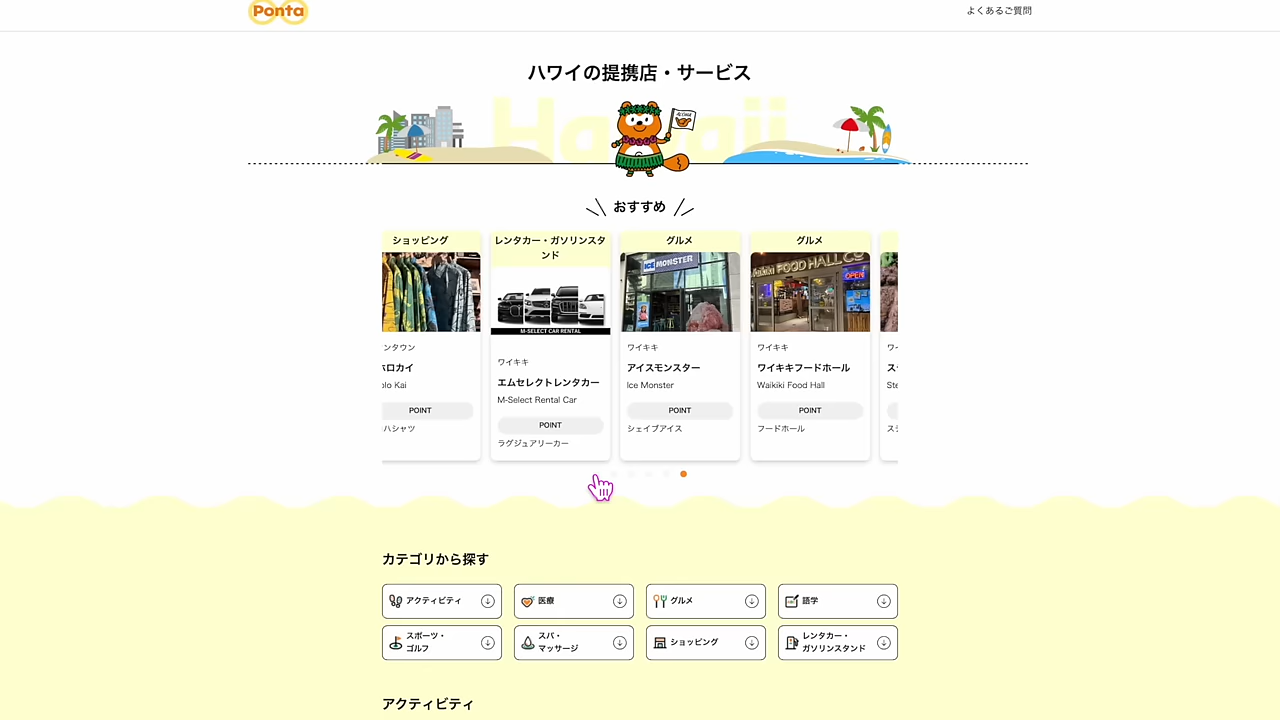 Ponta
よくあるご質問
ハワイの提携店・サービス
Hawaii
ALOHA
おすすめ
ショッピング
レンタカー・ガソリンスタ
ンド
グルメ
グルメ
ICE MONSTER
Waikiki FOOD HALL CO
OPEN
M-SELECT CAR RENTAL
ンタウン
ホロカイ
olo Kai
POINT
ハシャツ
ワイキキ
エムセレクトレンタカー
M-Select Rental Car
POINT
ラグジュアリーカー
ワイキキ
アイスモンスター
Ice Monster
POINT
シェイブアイス
ワイキキ
ワイキキフードホール
Waikiki Food Hall
POINT
フードホール
ワ
ス
Ste
ス
カテゴリから探す
アクティビティ
医療
グルメ
語学
スポーツ・
ゴルフ
スパ・
マッサージ
ショッピング
レンタカー・
ガソリンスタンド
アクティビティ